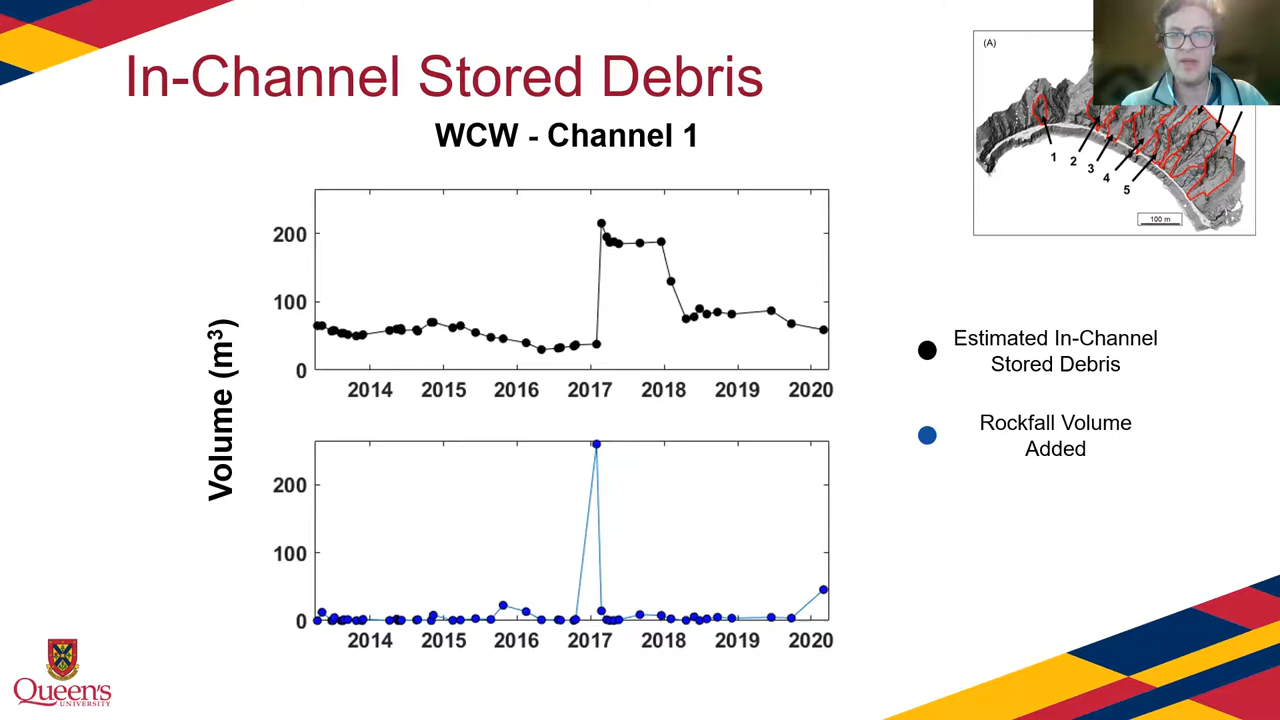 In-Channel Stored Debris
WCW - Channel 1
(A)
1
2
3
4
5
100 m
Volume (m³)
200
100
0
2014 2015 2016 2017 2018 2019 2020
200
100
0
2014 2015 2016 2017 2018 2019 2020
Estimated In-Channel
Stored Debris
Rockfall Volume
Added
Queen's
UNIVERSITY